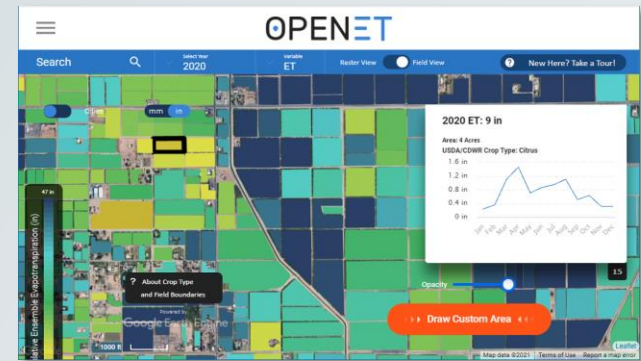 OPENET
Search
Select Year
2020
Variable
ET
Raster View
Field View
? New Here? Take a Tour!
Cities
mm
in
2020 ET: 9 in
Area: 4 Acres
USDA/CDWR Crop Type: Citrus
1.6 in
1.2 in
0.8 in
0.4 in
0 in
Jan
Feb
Mar
Apr
May
Jun
Jul
Aug
Sep
Oct
Nov
Dec
47 in
lative Ensemble Evapotranspiration (in)
15
? About Crop Type
and Field Boundaries
Opacity
Powered by
Google Earth Engine
Draw Custom Area
1000 ft
Leaflet
Map data ©2021
Terms of Use
Report a map error